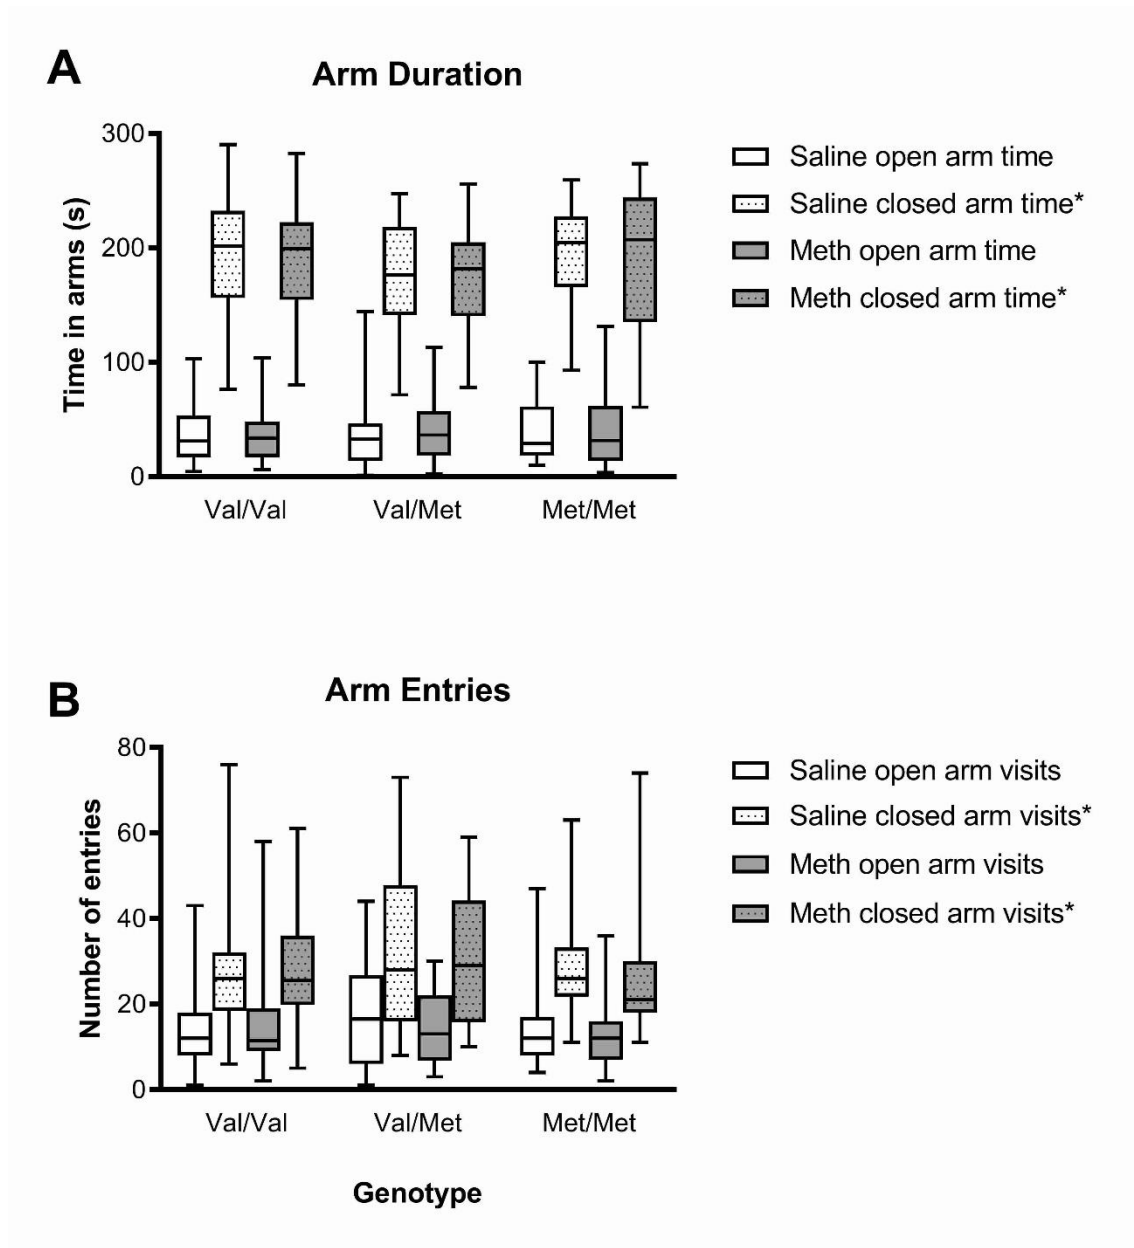 A
Arm Duration
300
200
100
0
Time in arms (s)
Val/Val
Val/Met
Met/Met
Saline open arm time
Saline closed arm time*
Meth open arm time
Meth closed arm time*
B
Arm Entries
80
60
40
20
0
Number of entries
Val/Val
Val/Met
Met/Met
Genotype
Saline open arm visits
Saline closed arm visits*
Meth open arm visits
Meth closed arm visits*